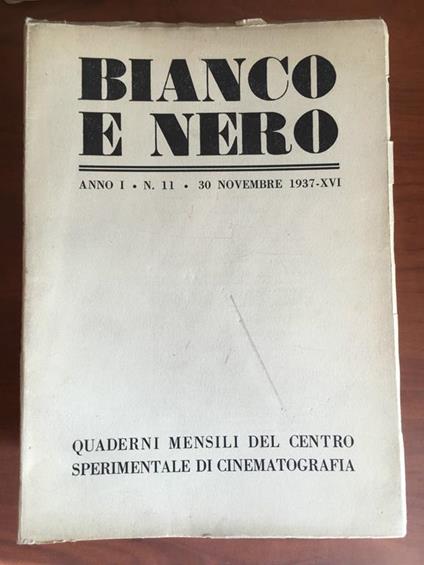 BIANCO
E NERO
ANNO I • N. 11 • 30 NOVEMBRE 1937-XVI
QUADERNI MENSILI DEL CENTRO
SPERIMENTALE DI CINEMATOGRAFIA